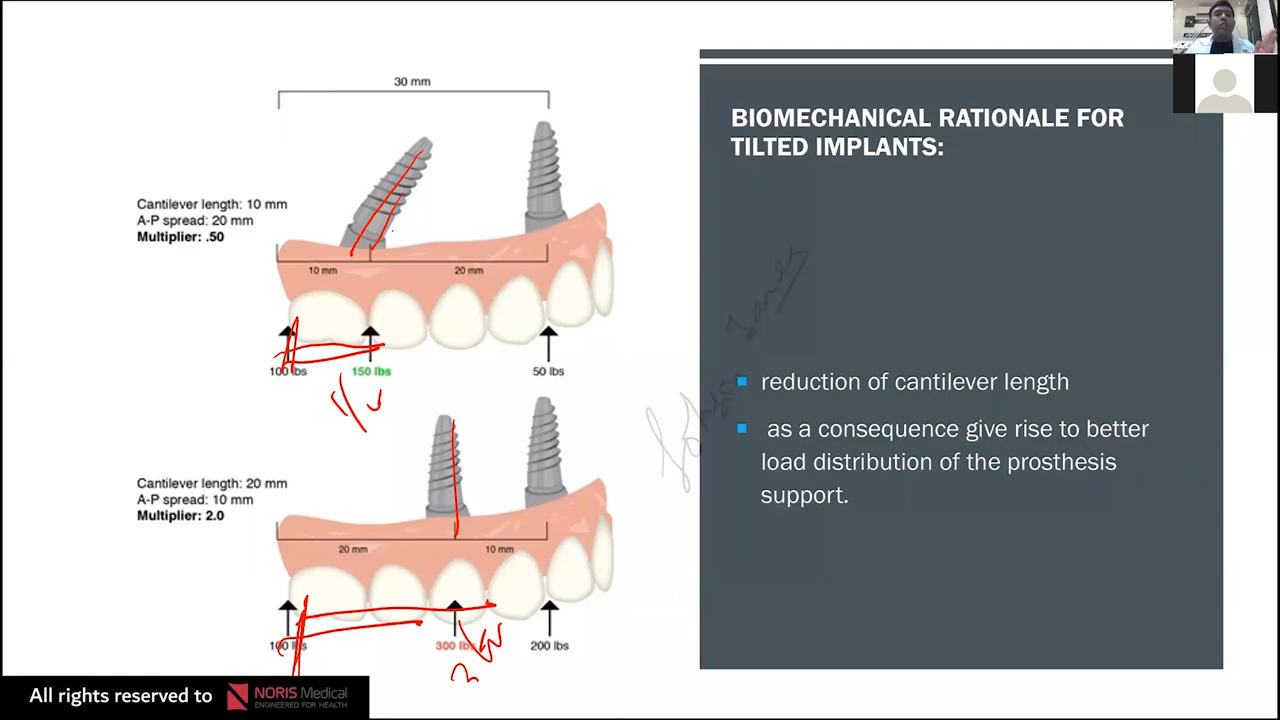 30 mm
Cantilever length: 10 mm
A-P spread: 20 mm
Multiplier: .50
10 mm
20 mm
100 lbs
150 lbs
50 lbs
Cantilever length: 20 mm
A-P spread: 10 mm
Multiplier: 2.0
20 mm
10 mm
100 lbs
300 lbs
200 lbs
BIOMECHANICAL RATIONALE FOR
TILTED IMPLANTS:
reduction of cantilever length
as a consequence give rise to better
load distribution of the prosthesis
support.
All rights reserved to
NORIS Medical
ENGINEERED FOR HEALTH